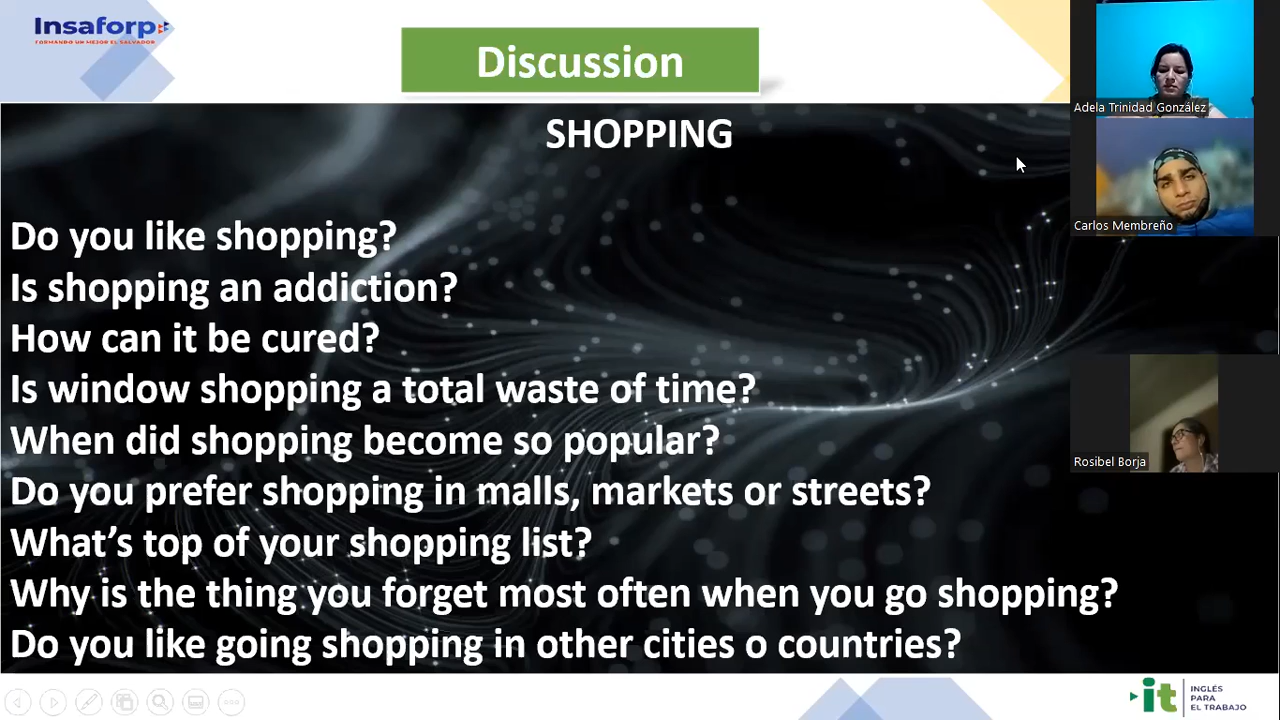 Insaforp
FORMANDO UN MEJOR EL SALVADOR
Discussion
SHOPPING
Do you like shopping?
Is shopping an addiction?
How can it be cured?
Is window shopping a total waste of time?
When did shopping become so popular?
Do you prefer shopping in malls, markets or streets?
What's top of your shopping list?
Why is the thing you forget most often when you go shopping?
Do you like going shopping in other cities o countries?
Adela Trinidad González
Carlos Membreño
Rosibel Borja
it
INGLÉS
PARA
EL TRABAJO